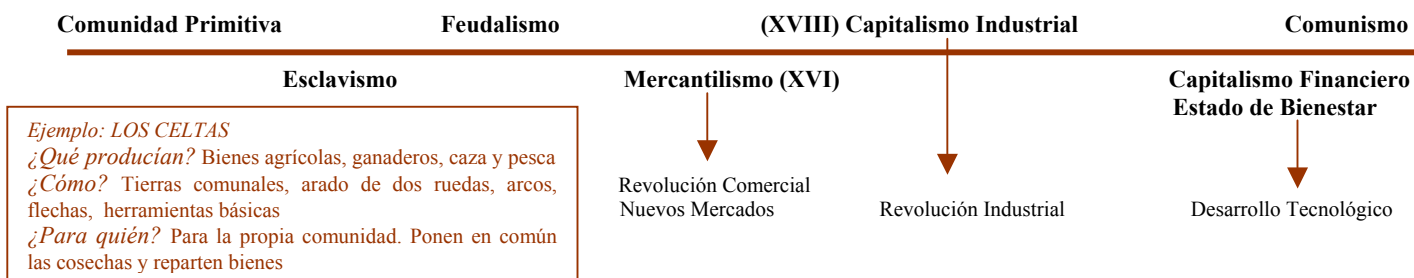 Comunidad Primitiva Feudalismo (XVIII) Capitalismo Industrial Comunismo
Esclavismo Mercantilismo (XVI) Capitalismo Financiero
Estado de Bienestar
Ejemplo: LOS CELTAS
¿Qué producían? Bienes agrícolas, ganaderos, caza y pesca
¿Cómo? Tierras comunales, arado de dos ruedas, arcos,
flechas, herramientas básicas
¿Para quién? Para la propia comunidad. Ponen en común
las cosechas y reparten bienes
Revolución Comercial
Nuevos Mercados
Revolución Industrial
Desarrollo Tecnológico